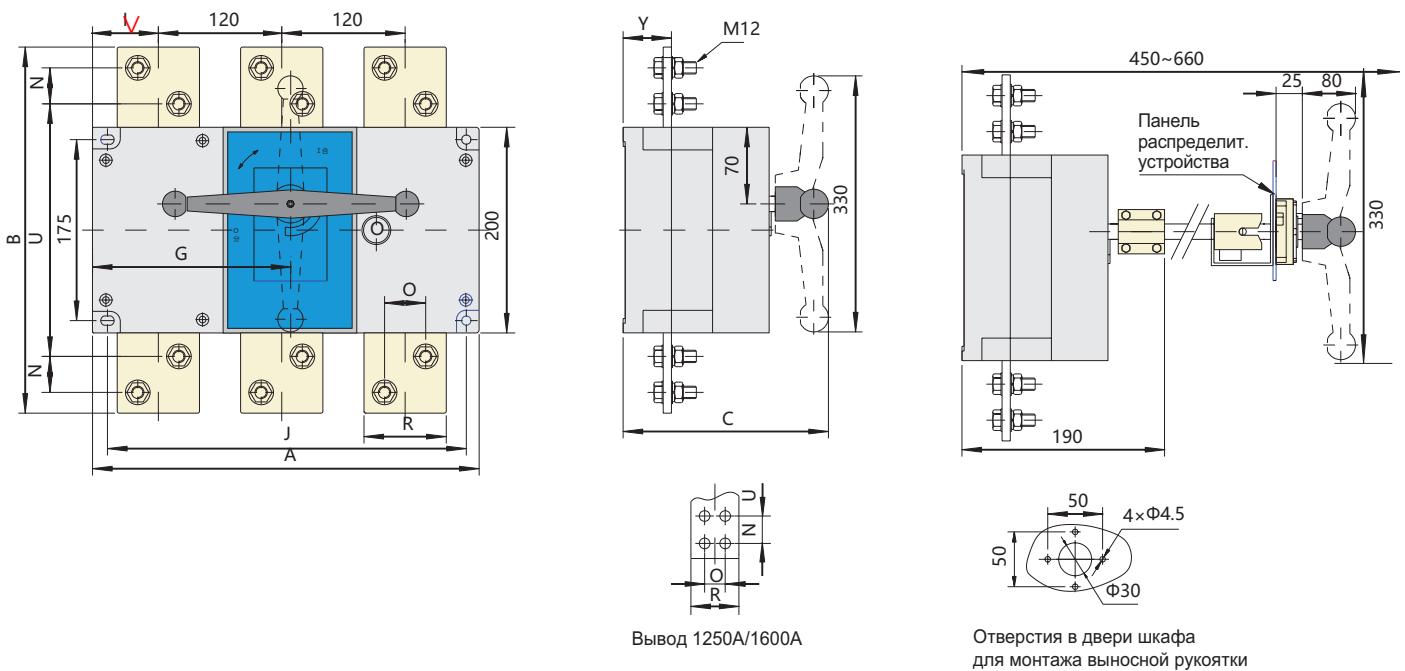 120
120
N
U
B
175
G
O
200
N
R
J
A
Y
M12
70
330
C
450~660
25
80
Панель
распределит.
устройства
330
190
U
N
O
R
Вывод 1250A/1600A
50
4×Φ4.5
50
Φ30
Отверстия в двери шкафа
для монтажа выносной рукоятки